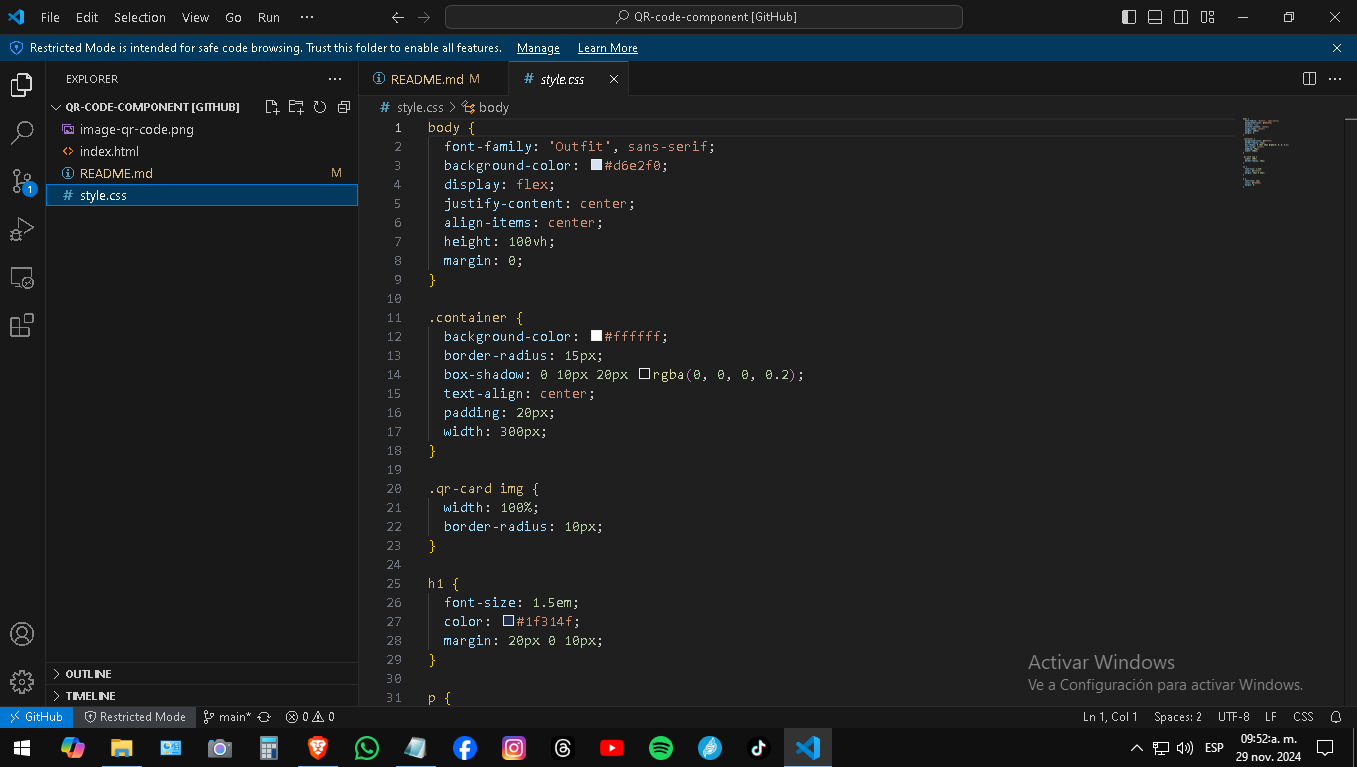 File Edit Selection View Go Run ··· QR-code-component [GitHub]
Restricted Mode is intended for safe code browsing. Trust this folder to enable all features. Manage Learn More
EXPLORER
README.md M
# style.css
QR-CODE-COMPONENT [GITHUB]
image-qr-code.png
<> index.html
README.md M
# style.css
# style.css > body
1 body {
2 font-family: 'Outfit', sans-serif;
3 background-color: #d6e2f0;
4 display: flex;
5 justify-content: center;
6 align-items: center;
7 height: 100vh;
8 margin: 0;
9 }
10
11 .container {
12 background-color: #ffffff;
13 border-radius: 15px;
14 box-shadow: 0 10px 20px rgba(0, 0, 0, 0.2);
15 text-align: center;
16 padding: 20px;
17 width: 300px;
18 }
19
20 .qr-card img {
21 width: 100%;
22 border-radius: 10px;
23 }
24
25 h1 {
26 font-size: 1.5em;
27 color: #1f314f;
28 margin: 20px 0 10px;
29 }
30
31 p {
1
OUTLINE
TIMELINE
Activar Windows
Ve a Configuración para activar Windows.
GitHub Restricted Mode main* 0 0 Ln 1, Col 1 Spaces: 2 UTF-8 LF CSS
ESP
09:52:a. m.
29 nov. 2024